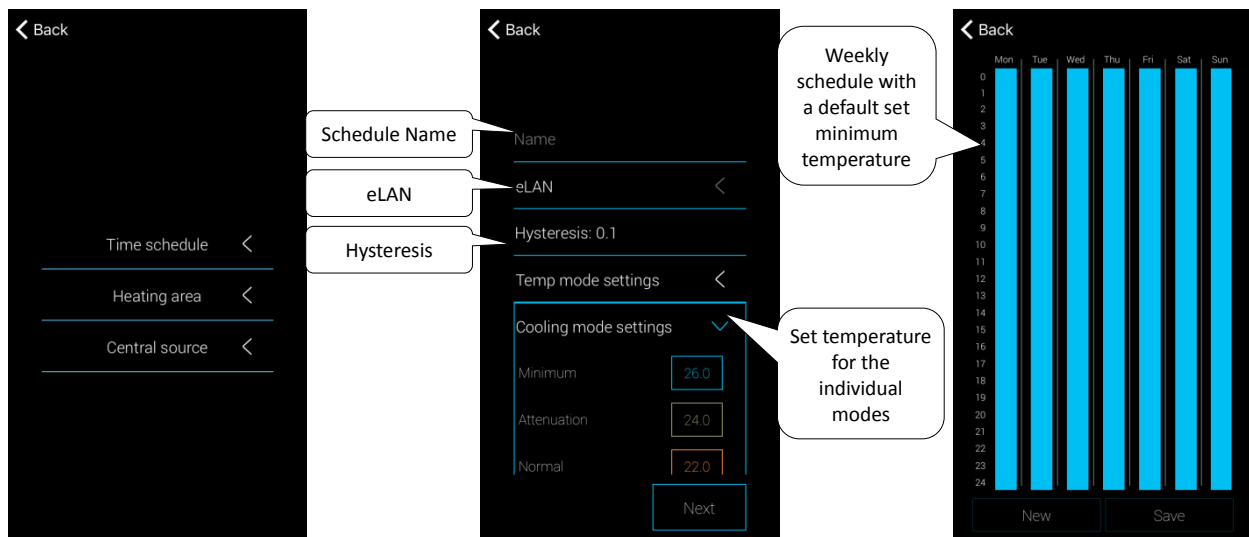 Back
Time schedule
Heating area
Central source
Schedule Name
eLAN
Hysteresis
Back
Name
eLAN
Hysteresis: 0.1
Temp mode settings
Cooling mode settings
Minimum 26.0
Attenuation 24.0
Normal 22.0
Next
Weekly
schedule with
a default set
minimum
temperature
Set temperature
for the
individual
modes
Back
Mon Tue Wed Thu Fri Sat Sun
0
1
2
3
4
5
6
7
8
9
10
11
12
13
14
15
16
17
18
19
20
21
22
23
24
New Save